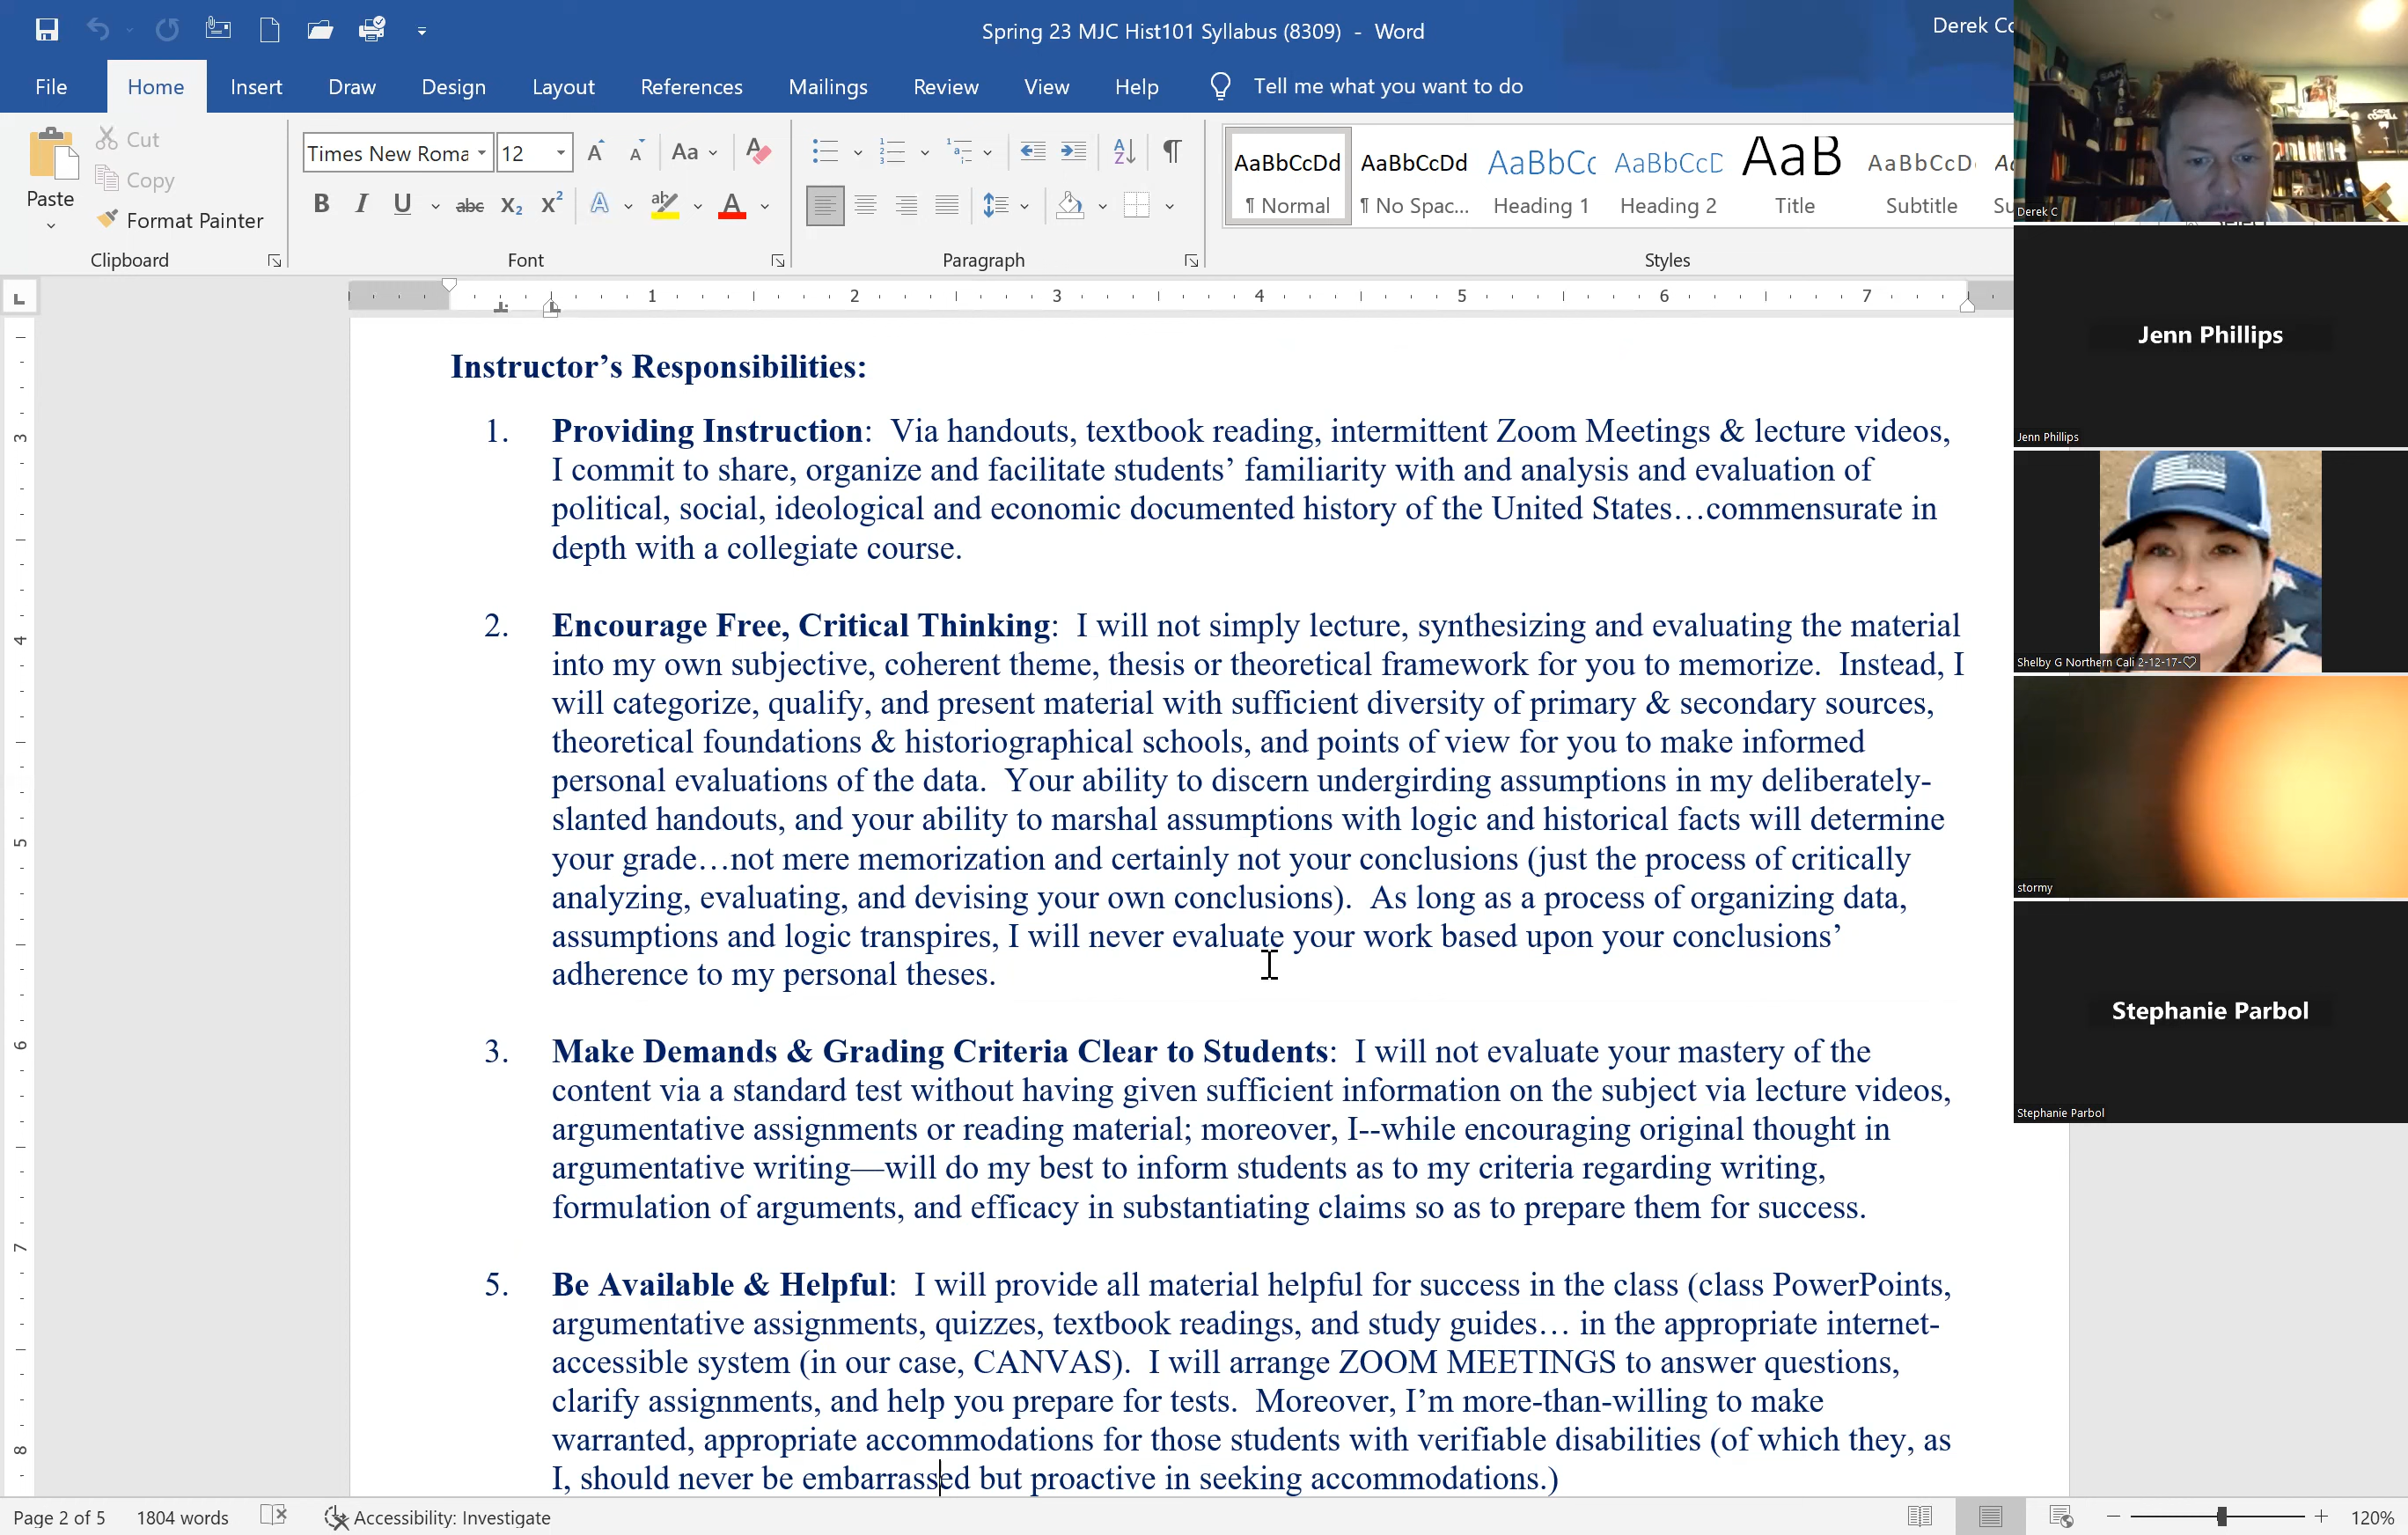 Spring 23 MJC Hist101 Syllabus (8309) - Word
Derek Co
File Home Insert Draw Design Layout References Mailings Review View Help Tell me what you want to do
Paste
Cut
Copy
Format Painter
Clipboard
Times New Roma 12
Font
Paragraph
AaBbCcDd AaBbCcDd AaBbCc AaBbCcD AaB AaBbCcD
¶ Normal ¶ No Spac... Heading 1 Heading 2 Title Subtitle Su
Styles
1 2 3 4 5 6 7
Instructor’s Responsibilities:
1. Providing Instruction: Via handouts, textbook reading, intermittent Zoom Meetings & lecture videos,
I commit to share, organize and facilitate students’ familiarity with and analysis and evaluation of
political, social, ideological and economic documented history of the United States…commensurate in
depth with a collegiate course.
2. Encourage Free, Critical Thinking: I will not simply lecture, synthesizing and evaluating the material
into my own subjective, coherent theme, thesis or theoretical framework for you to memorize. Instead, I
will categorize, qualify, and present material with sufficient diversity of primary & secondary sources,
theoretical foundations & historiographical schools, and points of view for you to make informed
personal evaluations of the data. Your ability to discern undergirding assumptions in my deliberately-
slanted handouts, and your ability to marshal assumptions with logic and historical facts will determine
your grade…not mere memorization and certainly not your conclusions (just the process of critically
analyzing, evaluating, and devising your own conclusions). As long as a process of organizing data,
assumptions and logic transpires, I will never evaluate your work based upon your conclusions’
adherence to my personal theses.
3. Make Demands & Grading Criteria Clear to Students: I will not evaluate your mastery of the
content via a standard test without having given sufficient information on the subject via lecture videos,
argumentative assignments or reading material; moreover, I--while encouraging original thought in
argumentative writing—will do my best to inform students as to my criteria regarding writing,
formulation of arguments, and efficacy in substantiating claims so as to prepare them for success.
5. Be Available & Helpful: I will provide all material helpful for success in the class (class PowerPoints,
argumentative assignments, quizzes, textbook readings, and study guides… in the appropriate internet-
accessible system (in our case, CANVAS). I will arrange ZOOM MEETINGS to answer questions,
clarify assignments, and help you prepare for tests. Moreover, I’m more-than-willing to make
warranted, appropriate accommodations for those students with verifiable disabilities (of which they, as
I, should never be embarrassed but proactive in seeking accommodations.)
3
4
5
6
7
8
Page 2 of 5 1804 words Accessibility: Investigate 120%
Derek C
Jenn Phillips
Jenn Phillips
Shelby G Northern Cali 2-12-17-♡
stormy
Stephanie Parbol
Stephanie Parbol